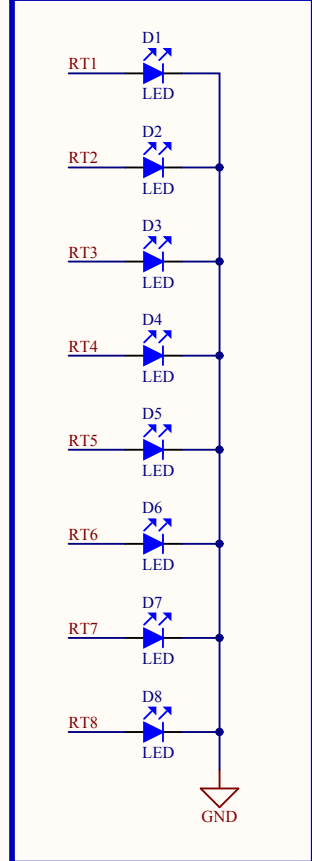 D1
RT1
LED
D2
RT2
LED
D3
RT3
LED
D4
RT4
LED
D5
RT5
LED
D6
RT6
LED
D7
RT7
LED
D8
RT8
LED
GND